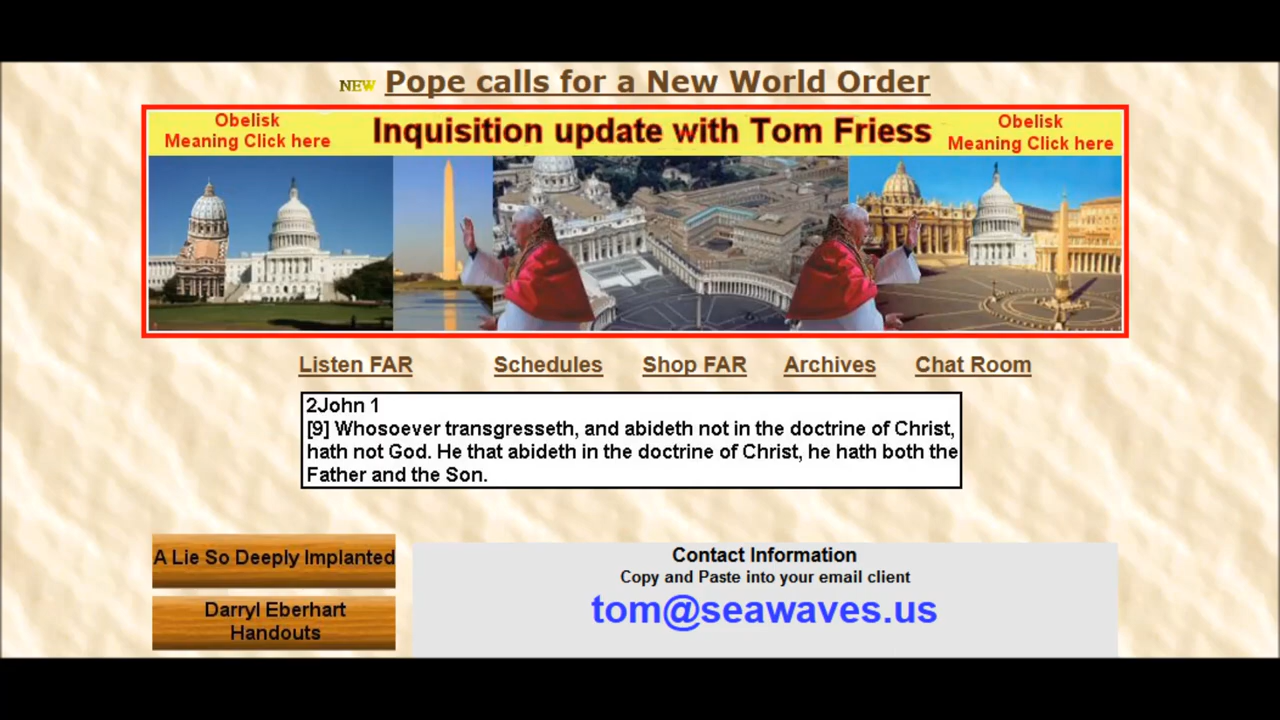 NEW Pope calls for a New World Order
Obelisk
Meaning Click here
Inquisition update with Tom Friess
Obelisk
Meaning Click here
Listen FAR Schedules Shop FAR Archives Chat Room
2John 1
[9] Whosoever transgresseth, and abideth not in the doctrine of Christ,
hath not God. He that abideth in the doctrine of Christ, he hath both the
Father and the Son.
A Lie So Deeply Implanted
Darryl Eberhart
Handouts
Contact Information
Copy and Paste into your email client
tom@seawaves.us